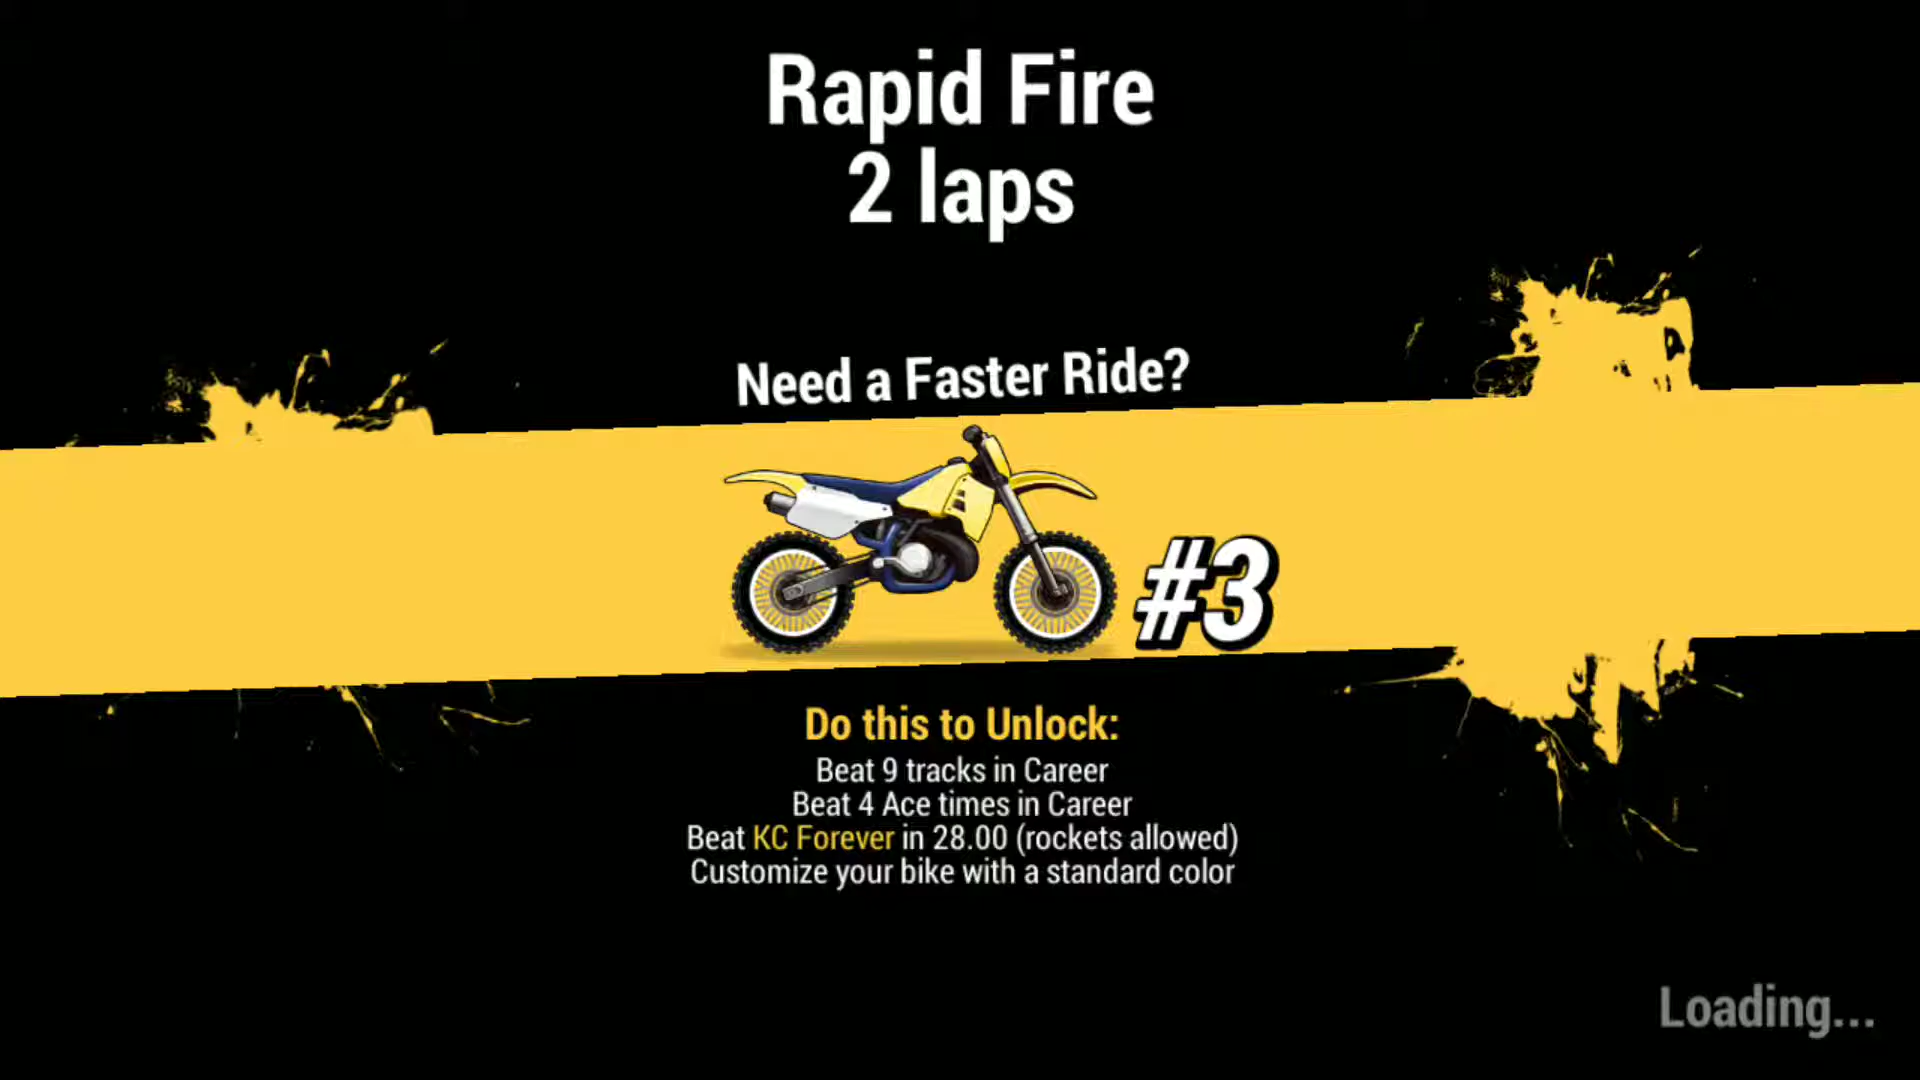 Rapid Fire
2 laps
Need a Faster Ride?
#3
Do this to Unlock:
Beat 9 tracks in Career
Beat 4 Ace times in Career
Beat KC Forever in 28.00 (rockets allowed)
Customize your bike with a standard color
Loading...